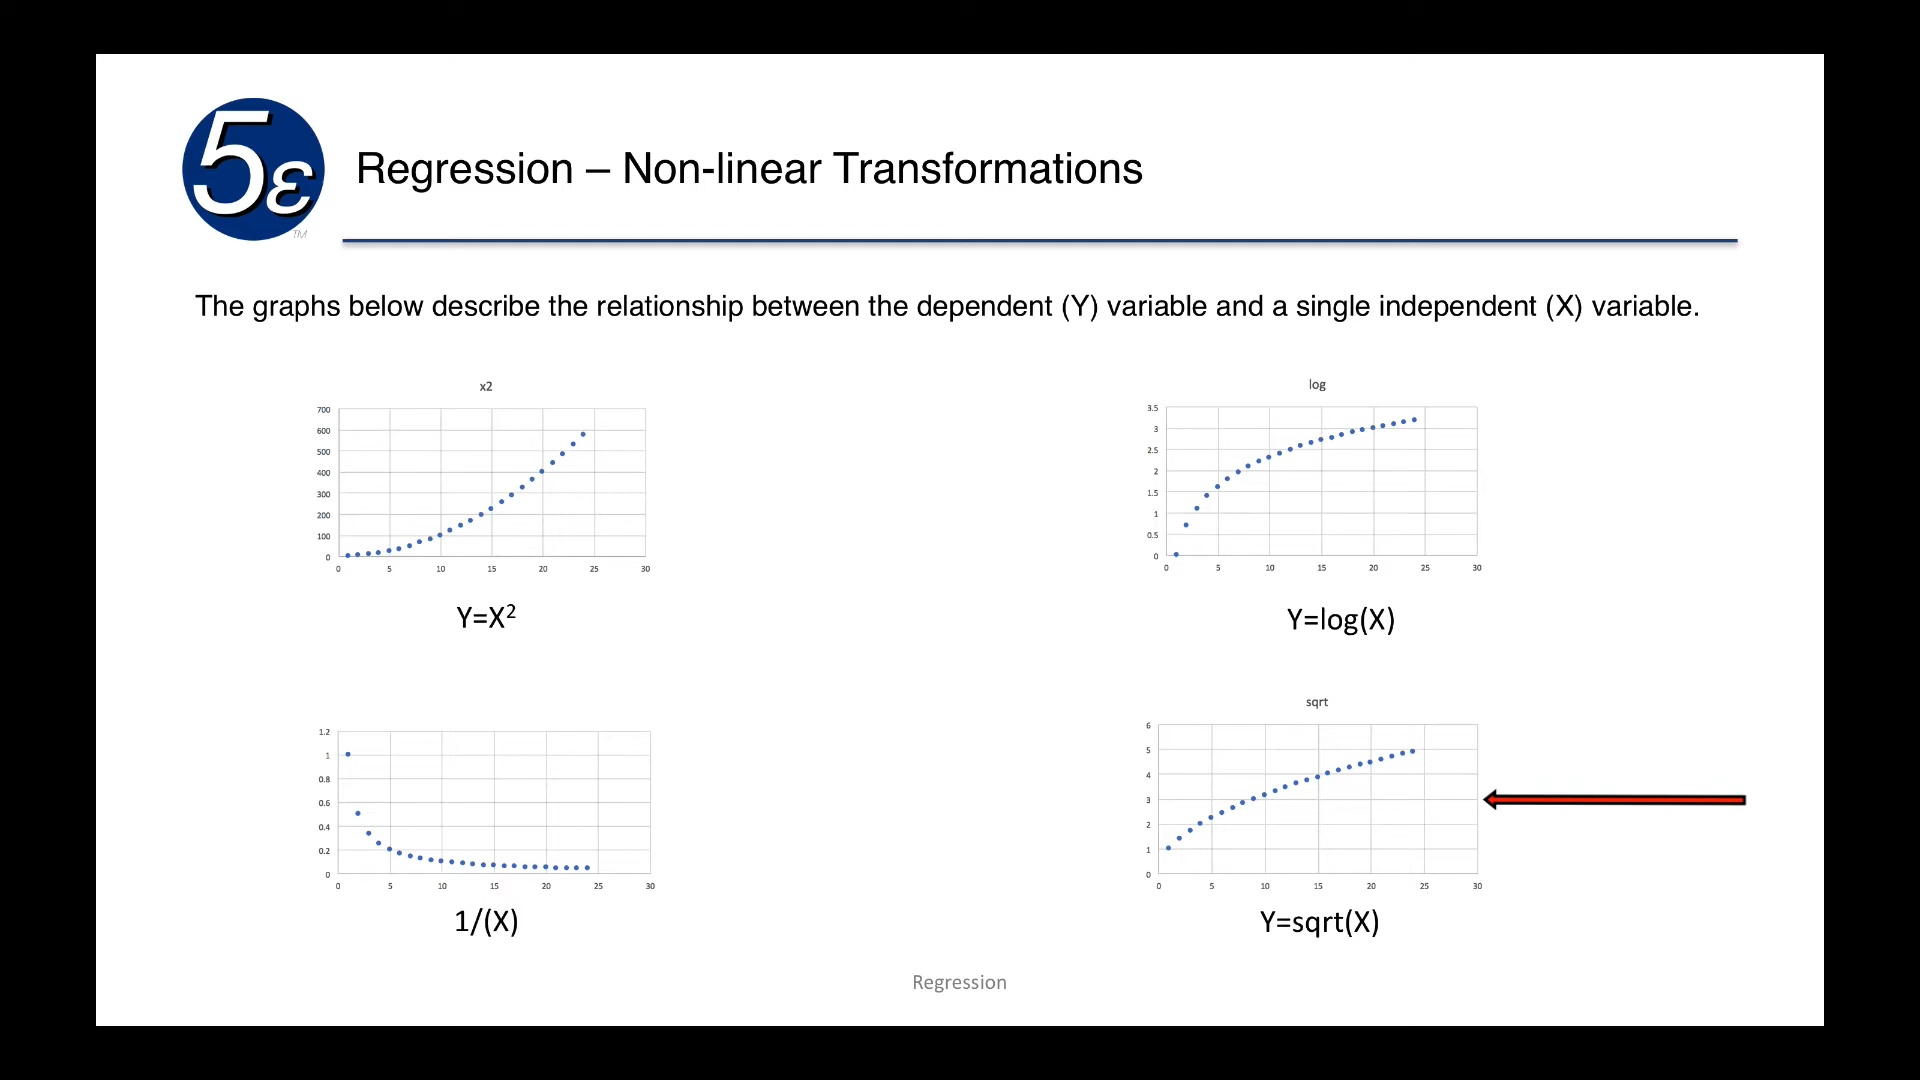 5ε
TM
Regression – Non-linear Transformations
The graphs below describe the relationship between the dependent (Y) variable and a single independent (X) variable.
x2
700
600
500
400
300
200
100
0
0 5 10 15 20 25 30
Y=X²
log
3.5
3
2.5
2
1.5
1
0.5
0
0 5 10 15 20 25 30
Y=log(X)
1.2
1
0.8
0.6
0.4
0.2
0
0 5 10 15 20 25 30
1/(X)
sqrt
6
5
4
3
2
1
0
0 5 10 15 20 25 30
Y=sqrt(X)
Regression